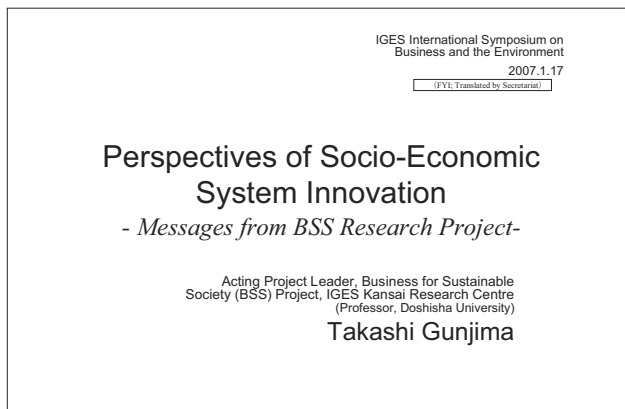 IGES International Symposium on
Business and the Environment
2007.1.17
(FYI; Translated by Secretariat)
Perspectives of Socio-Economic
System Innovation
- Messages from BSS Research Project-
Acting Project Leader, Business for Sustainable
Society (BSS) Project, IGES Kansai Research Centre
(Professor, Doshisha University)
Takashi Gunjima